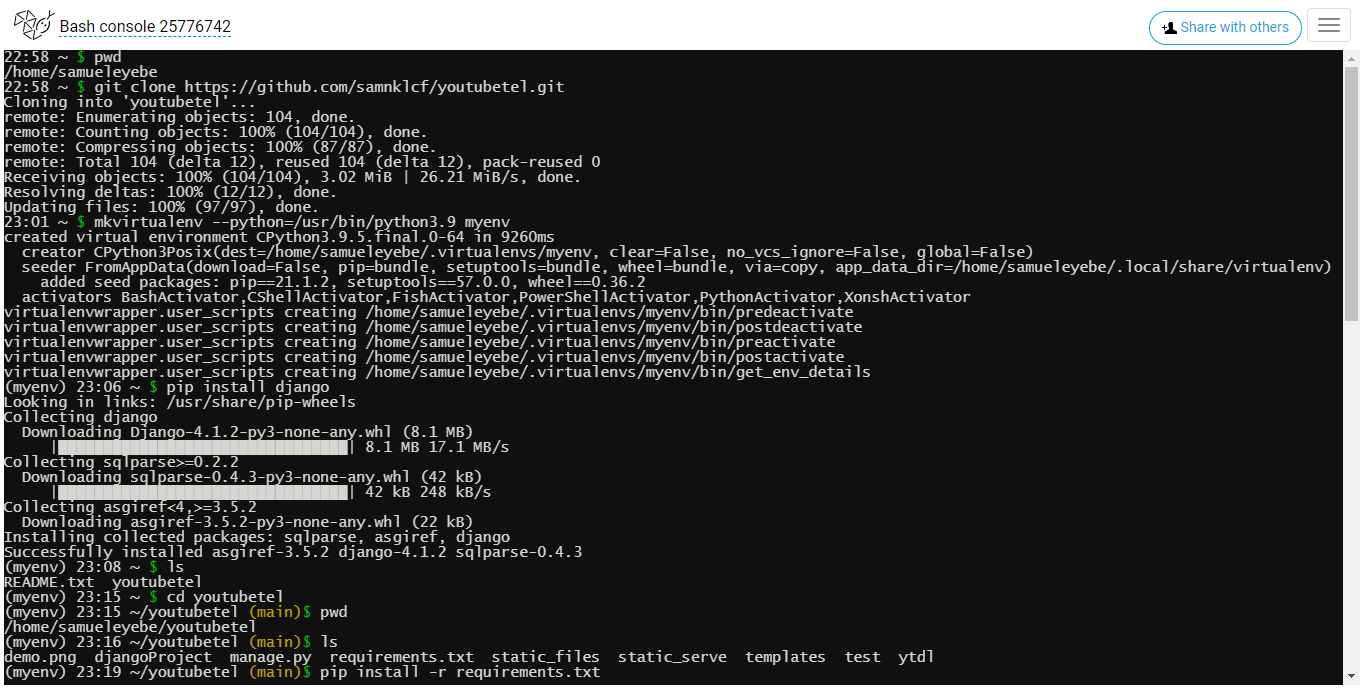 Bash console 25776742
Share with others
22:58 ~ $ pwd
/home/samueleyebe
22:58 ~ $ git clone https://github.com/samnklcf/youtubetel.git
Cloning into 'youtubetel'...
remote: Enumerating objects: 104, done.
remote: Counting objects: 100% (104/104), done.
remote: Compressing objects: 100% (87/87), done.
remote: Total 104 (delta 12), reused 104 (delta 12), pack-reused 0
Receiving objects: 100% (104/104), 3.02 MiB | 26.21 MiB/s, done.
Resolving deltas: 100% (12/12), done.
Updating files: 100% (97/97), done.
23:01 ~ $ mkvirtualenv --python=/usr/bin/python3.9 myenv
created virtual environment CPython3.9.5.final.0-64 in 9260ms
  creator CPython3Posix(dest=/home/samueleyebe/.virtualenvs/myenv, clear=False, no_vcs_ignore=False, global=False)
  seeder FromAppData(download=False, pip=bundle, setuptools=bundle, wheel=bundle, via=copy, app_data_dir=/home/samueleyebe/.local/share/virtualenv)
    added seed packages: pip==21.1.2, setuptools==57.0.0, wheel==0.36.2
  activators BashActivator,CShellActivator,FishActivator,PowerShellActivator,PythonActivator,XonshActivator
virtualenvwrapper.user_scripts creating /home/samueleyebe/.virtualenvs/myenv/bin/predeactivate
virtualenvwrapper.user_scripts creating /home/samueleyebe/.virtualenvs/myenv/bin/postdeactivate
virtualenvwrapper.user_scripts creating /home/samueleyebe/.virtualenvs/myenv/bin/preactivate
virtualenvwrapper.user_scripts creating /home/samueleyebe/.virtualenvs/myenv/bin/postactivate
virtualenvwrapper.user_scripts creating /home/samueleyebe/.virtualenvs/myenv/bin/get_env_details
(myenv) 23:06 ~ $ pip install django
Looking in links: /usr/share/pip-wheels
Collecting django
  Downloading Django-4.1.2-py3-none-any.whl (8.1 MB)
     |████████████████████████████████| 8.1 MB 17.1 MB/s
Collecting sqlparse>=0.2.2
  Downloading sqlparse-0.4.3-py3-none-any.whl (42 kB)
     |████████████████████████████████| 42 kB 248 kB/s
Collecting asgiref<4,>=3.5.2
  Downloading asgiref-3.5.2-py3-none-any.whl (22 kB)
Installing collected packages: sqlparse, asgiref, django
Successfully installed asgiref-3.5.2 django-4.1.2 sqlparse-0.4.3
(myenv) 23:08 ~ $ ls
README.txt  youtubetel
(myenv) 23:15 ~ $ cd youtubetel
(myenv) 23:15 ~/youtubetel (main)$ pwd
/home/samueleyebe/youtubetel
(myenv) 23:16 ~/youtubetel (main)$ ls
demo.png  djangoProject  manage.py  requirements.txt  static_files  static_serve  templates  test  ytdl
(myenv) 23:19 ~/youtubetel (main)$ pip install -r requirements.txt